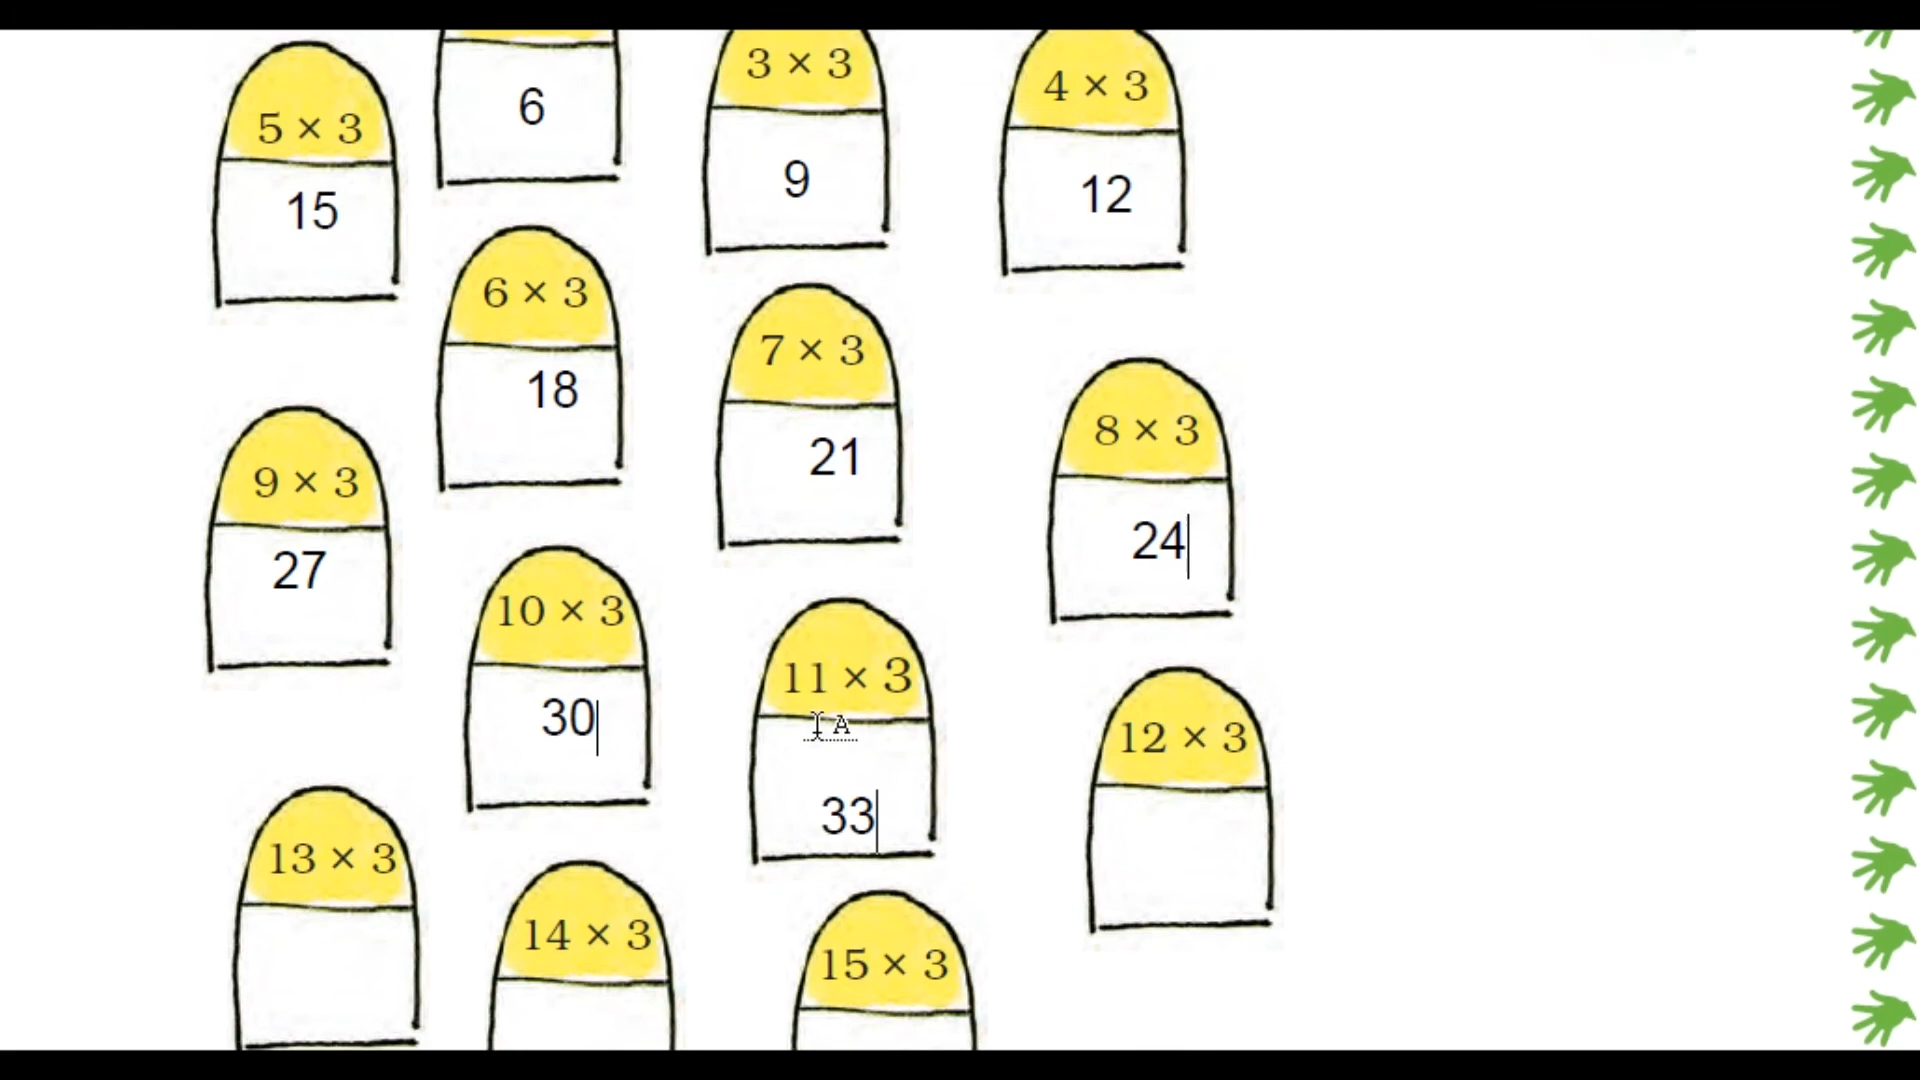 6
3 × 3
9
4 × 3
12
5 × 3
15
6 × 3
18
7 × 3
21
8 × 3
24
9 × 3
27
10 × 3
30
11 × 3
A
33
12 × 3
13 × 3
14 × 3
15 × 3